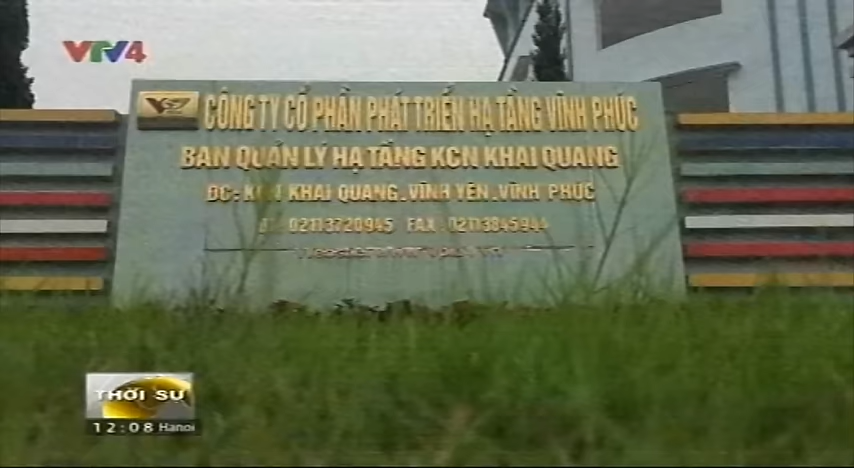 VTV4
CÔNG TY CỔ PHẦN PHÁT TRIỂN HẠ TẦNG VĨNH PHÚC
BAN QUẢN LÝ HẠ TẦNG KCN KHAI QUANG
ĐC: KCN KHAI QUANG. VĨNH YÊN. VĨNH PHÚC
02113720945 FAX 02113845944
THỜI SỰ
12:08 Hanoi